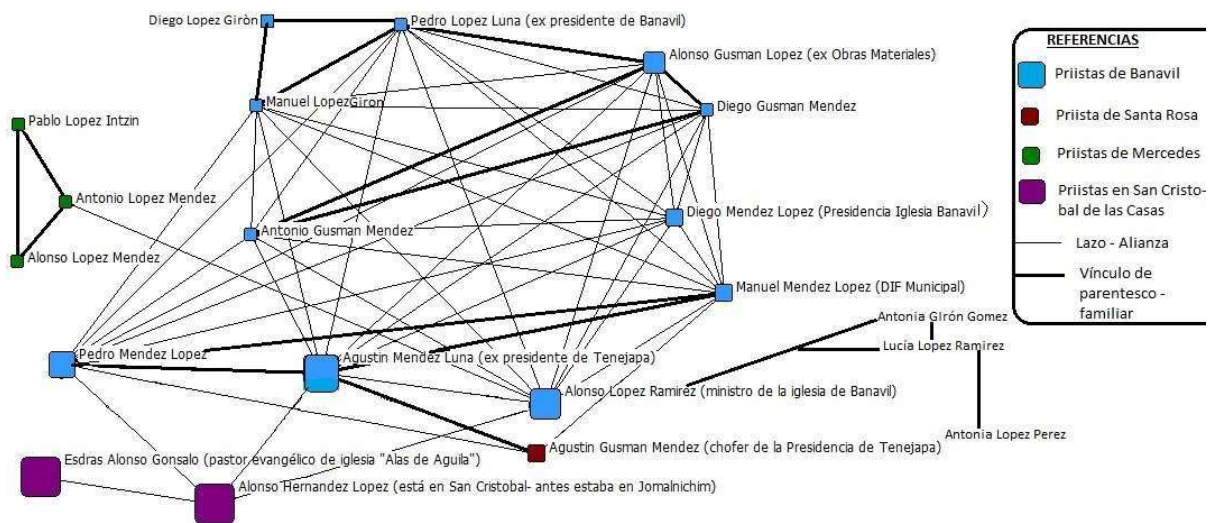 Diego Lopez Giròn
Pedro Lopez Luna (ex presidente de Banavil)
Alonso Gusman Lopez (ex Obras Materiales)
Manuel Lopez Giron
Diego Gusman Mendez
Pablo Lopez Intzin
Antonio Lopez Mendez
Alonso Lopez Mendez
Antonio Gusman Mendez
Diego Mendez Lopez (Presidencia Iglesia Banavil)
Manuel Mendez Lopez (DIF Municipal)
Antonia GIrón Gomez
Lucía Lopez Ramirez
Antonia Lopez Perez
Pedro Mendez Lopez
Agustin Mendez Luna (ex presidente de Tenejapa)
Alonso Lopez Ramirez (ministro de la iglesia de Banavil)
Agustin Gusman Mendez (chofer de la Presidencia de Tenejapa)
Esdras Alonso Gonsalo (pastor evangélico de iglesia "Alas de Aguila")
Alonso Hernandez Lopez (está en San Cristobal- antes estaba en Jomalnichim)
REFERENCIAS
Priistas de Banavil
Priista de Santa Rosa
Priistas de Mercedes
Priistas en San Cristo-
bal de las Casas
Lazo - Alianza
Vínculo de
parentesco -
familiar